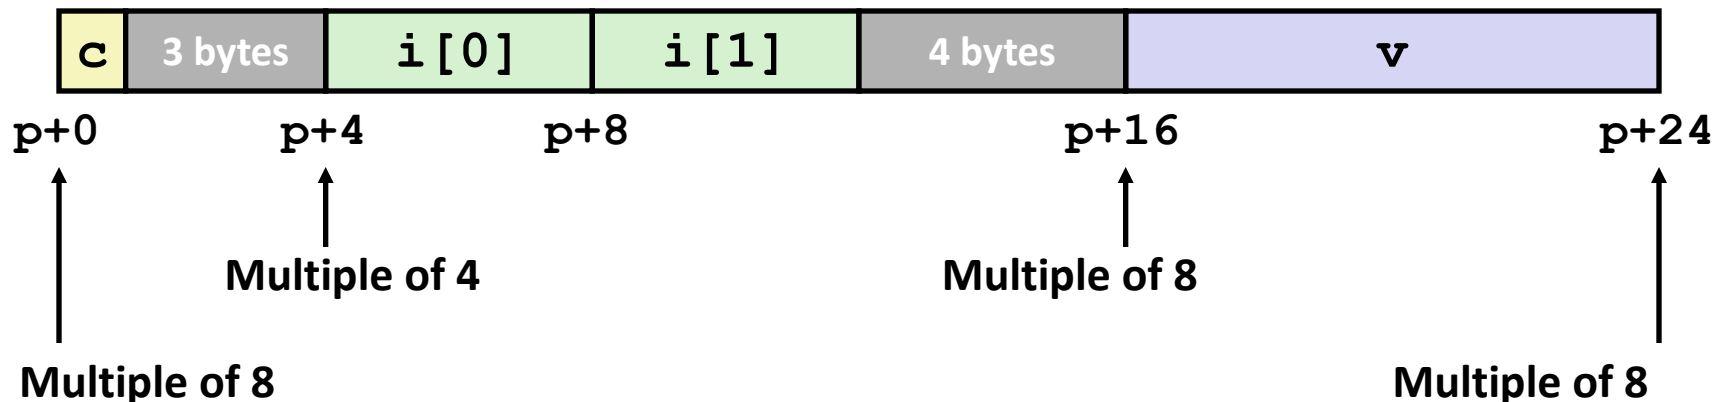 c 3 bytes i[0] i[1] 4 bytes v
p+0 p+4 p+8 p+16 p+24
Multiple of 4 Multiple of 8
Multiple of 8 Multiple of 8